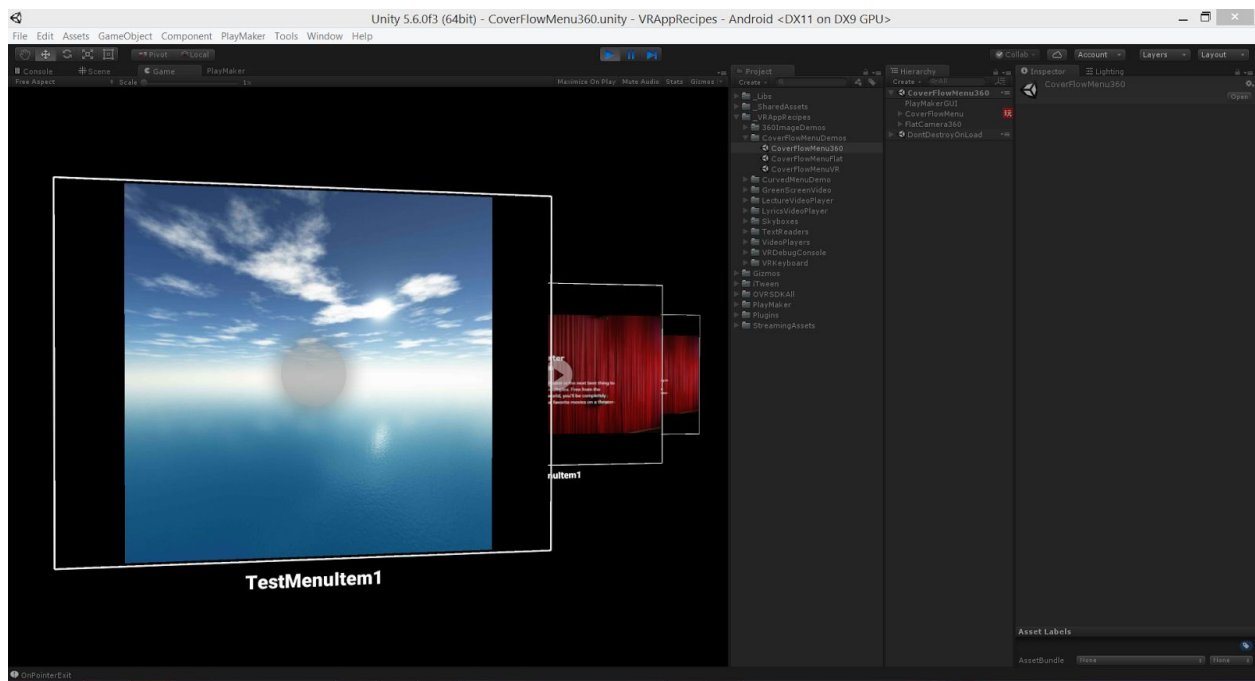 Unity 5.6.0f3 (64bit) - CoverFlowMenu360.unity - VRAppRecipes - Android <DX11 on DX9 GPU>
File Edit Assets GameObject Component PlayMaker Tools Window Help
Pivot Local
Collab Account Layers Layout
Console Scene Game PlayMaker
Free Aspect Scale 1x Maximize On Play Mute Audio Stats Gizmos
Project
Create
_Libs
_SharedAssets
_VRAppRecipes
360ImageDemos
CoverFlowMenuDemos
CoverFlowMenu360
CoverFlowMenuFlat
CoverFlowMenuVR
CurvedMenuDemo
GreenScreenVideo
LectureVideoPlayer
LyricsVideoPlayer
Skyboxes
TextReaders
VideoPlayers
VRDebugConsole
VRKeyboard
Gizmos
iTween
OVRSDKAll
PlayMaker
Plugins
StreamingAssets
Hierarchy
Create All
CoverFlowMenu360
PlayMakerGUI
CoverFlowMenu
玩
FlatCamera360
DontDestroyOnLoad
Inspector Lighting
CoverFlowMenu360
Open
nuItem1
TestMenuItem1
Asset Labels
AssetBundle None None
OnPointerExit